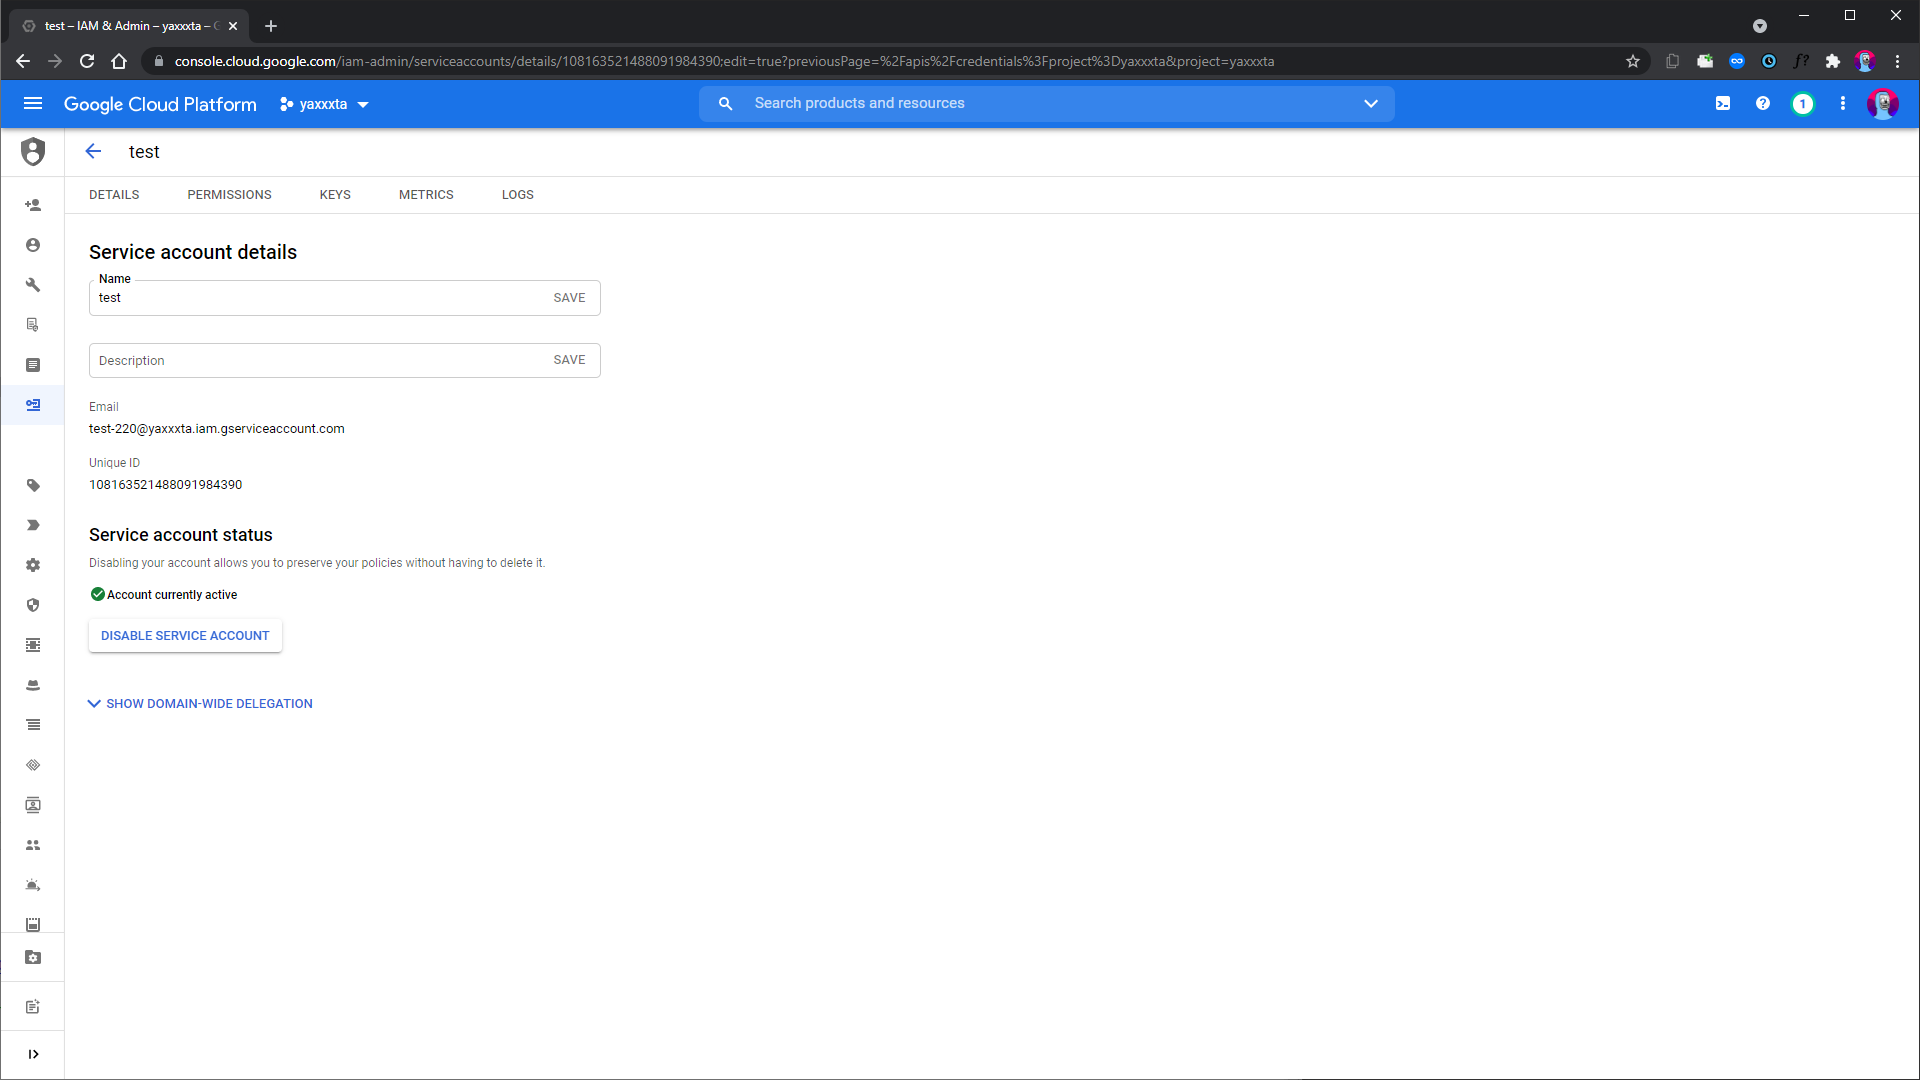 test – IAM & Admin – yaxxxta –
console.cloud.google.com/iam-admin/serviceaccounts/details/108163521488091984390;edit=true?previousPage=%2Fapis%2Fcredentials%3Fproject%3Dyaxxxta&project=yaxxxta
f?
Google Cloud Platform
yaxxxta
Search products and resources
1
test
DETAILS
PERMISSIONS
KEYS
METRICS
LOGS
Service account details
Name
test
SAVE
Description
SAVE
Email
test-220@yaxxxta.iam.gserviceaccount.com
Unique ID
108163521488091984390
Service account status
Disabling your account allows you to preserve your policies without having to delete it.
Account currently active
DISABLE SERVICE ACCOUNT
SHOW DOMAIN-WIDE DELEGATION